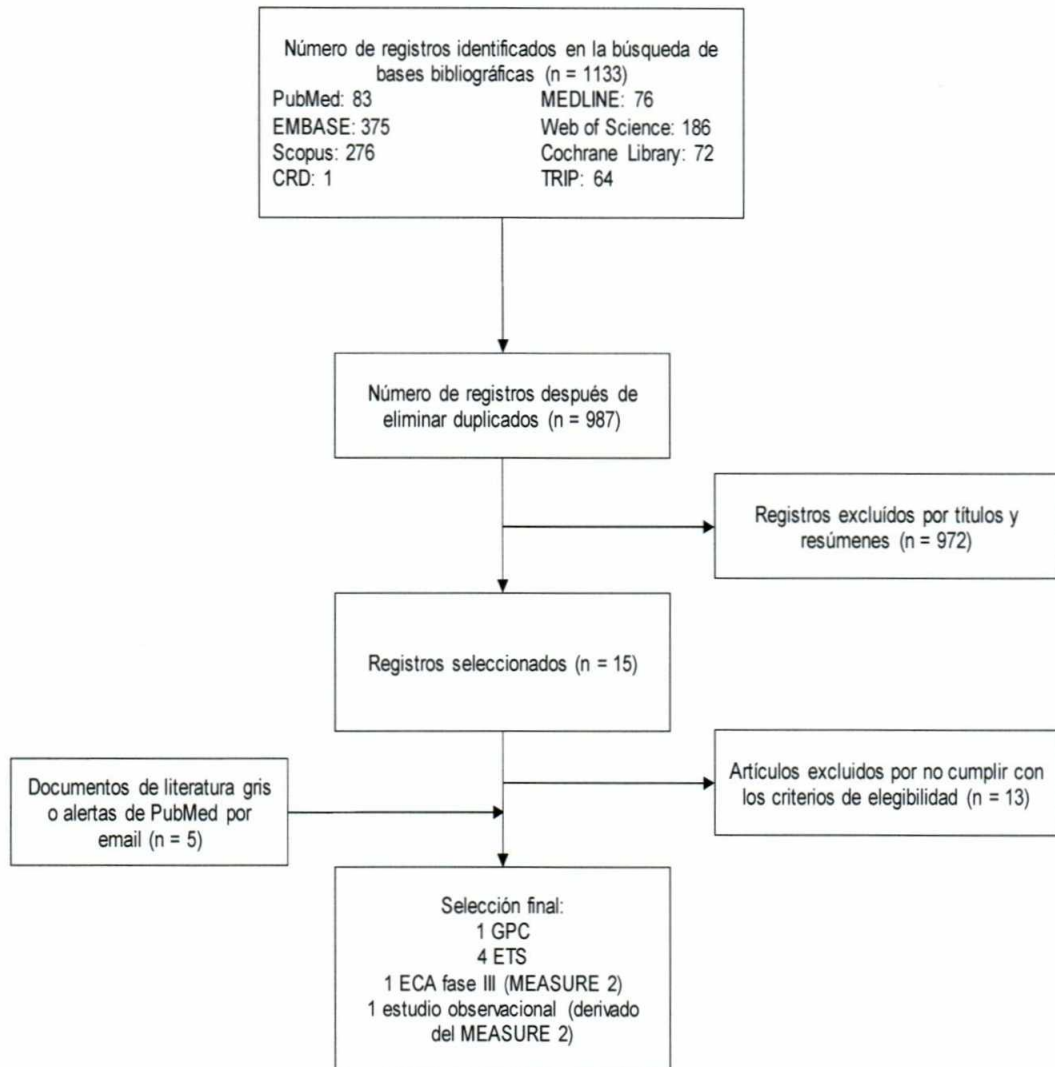 Número de registros identificados en la búsqueda de
bases bibliográficas (n = 1133)
PubMed: 83 MEDLINE: 76
EMBASE: 375 Web of Science: 186
Scopus: 276 Cochrane Library: 72
CRD: 1 TRIP: 64
Número de registros después de
eliminar duplicados (n = 987)
Registros excluídos por títulos y
resúmenes (n = 972)
Registros seleccionados (n = 15)
Documentos de literatura gris
o alertas de PubMed por
email (n = 5)
Artículos excluidos por no cumplir con
los criterios de elegibilidad (n = 13)
Selección final:
1 GPC
4 ETS
1 ECA fase III (MEASURE 2)
1 estudio observacional (derivado
del MEASURE 2)